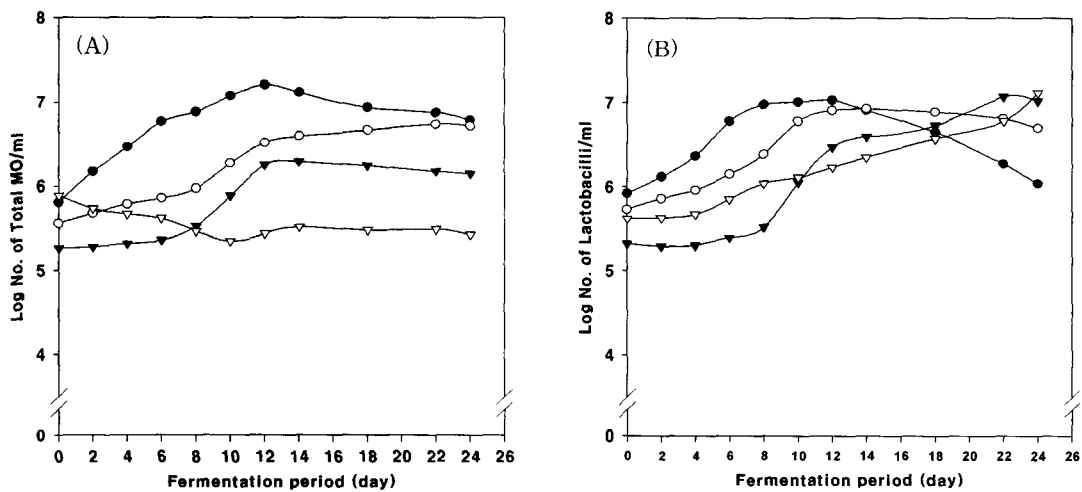 (A)
Log No. of Total MO/ml
8
7
6
5
4
0
0 2 4 6 8 10 12 14 16 18 20 22 24 26
Fermentation period (day)
(B)
Log No. of Lactobacilli/ml
8
7
6
5
4
0
0 2 4 6 8 10 12 14 16 18 20 22 24 26
Fermentation period (day)